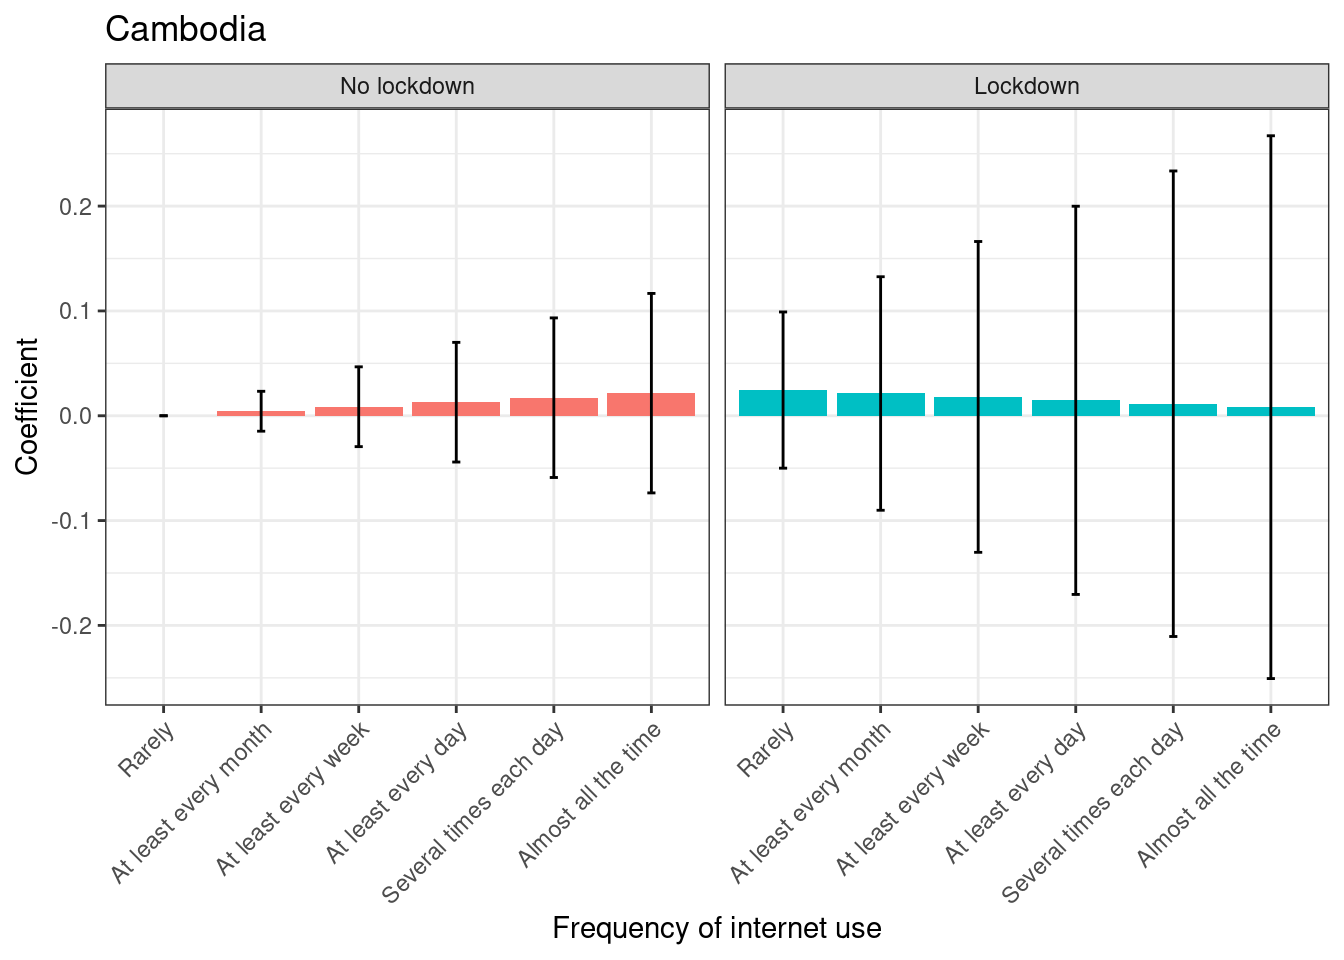 Cambodia
No lockdown
Lockdown
Coefficient
0.2
0.1
0.0
-0.1
-0.2
Rarely
At least every month
At least every week
At least every day
Several times each day
Almost all the time
Rarely
At least every month
At least every week
At least every day
Several times each day
Almost all the time
Frequency of internet use